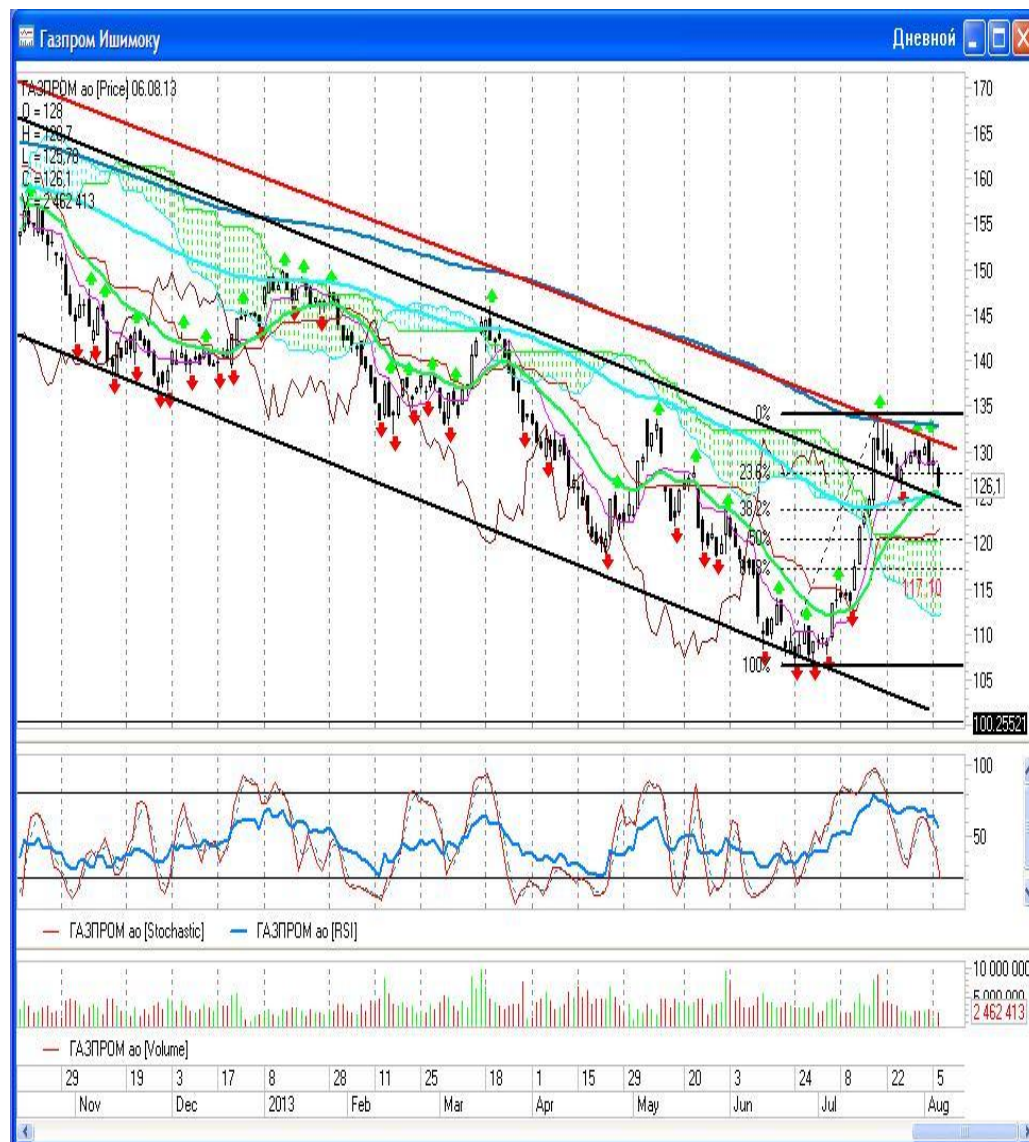 Газпром Ишимоку
Дневной
ГАЗПРОМ ао [Price] 06.08.13
O = 128
L = 125,78
C = 126,1
= 2 462 413
170
165
160
155
150
145
140
135
130
126,1
120
115
110
105
100.25521
0%
23.6%
38.2%
50%
100%
117.10
100
50
ГАЗПРОМ ао [Stochastic]
ГАЗПРОМ ао [RSI]
10 000 000
5 000 000
2 462 413
ГАЗПРОМ ао [Volume]
29 19 3 17 8 28 11 25 18 1 15 29 20 3 24 8 22 5
Nov Dec 2013 Feb Mar Apr May Jun Jul Aug